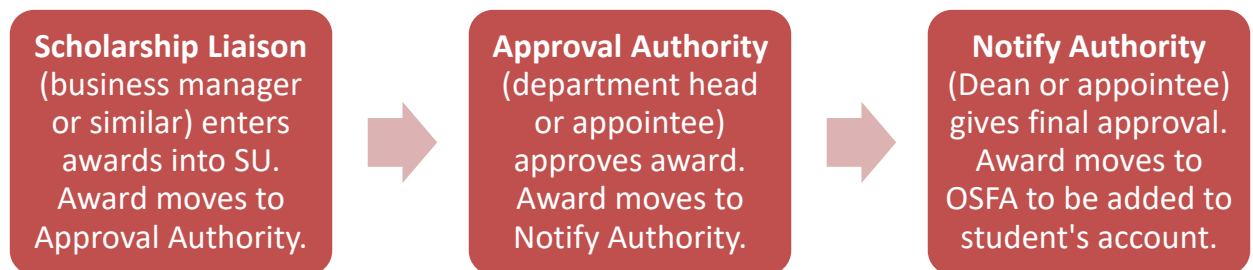 Scholarship Liaison
(business manager
or similar) enters
awards into SU.
Award moves to
Approval Authority.
Approval Authority
(department head
or appointee)
approves award.
Award moves to
Notify Authority.
Notify Authority
(Dean or appointee)
gives final approval.
Award moves to
OSFA to be added to
student's account.